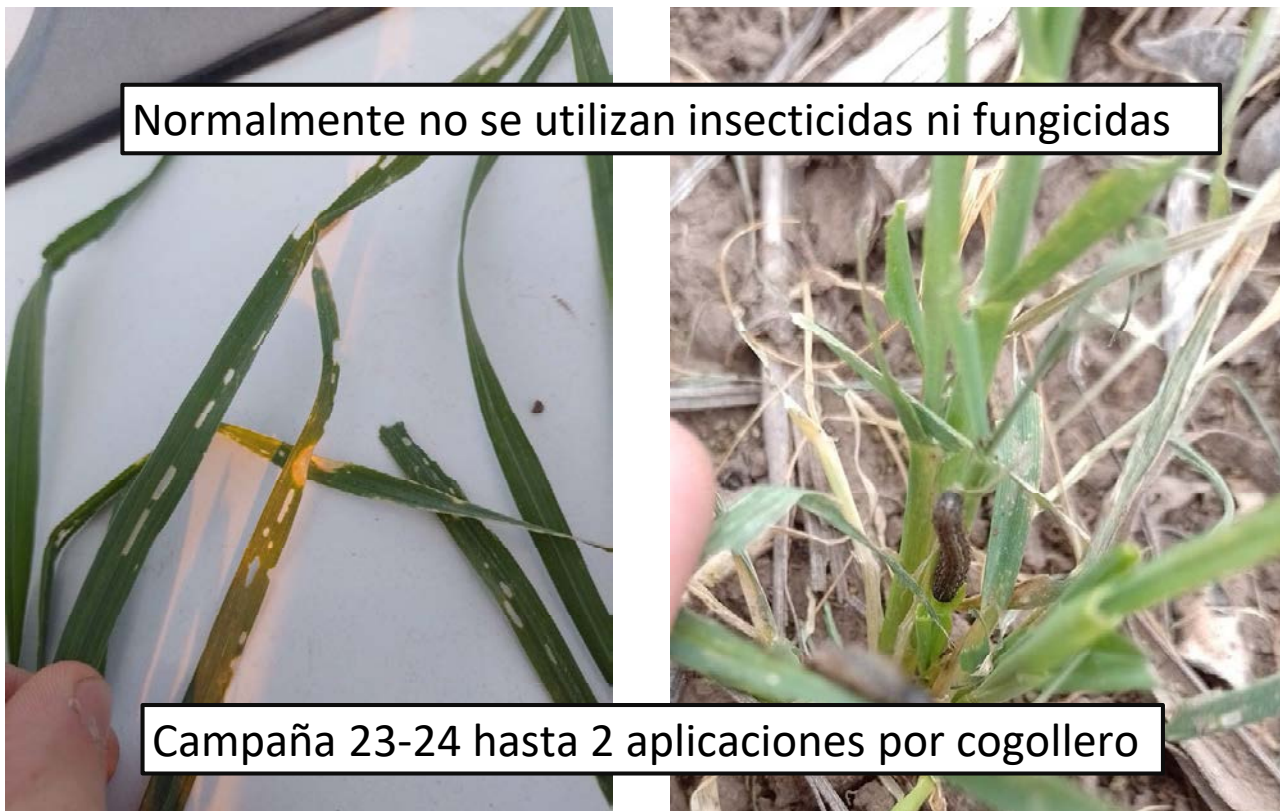 Normalmente no se utilizan insecticidas ni fungicidas
Campaña 23-24 hasta 2 aplicaciones por cogollero